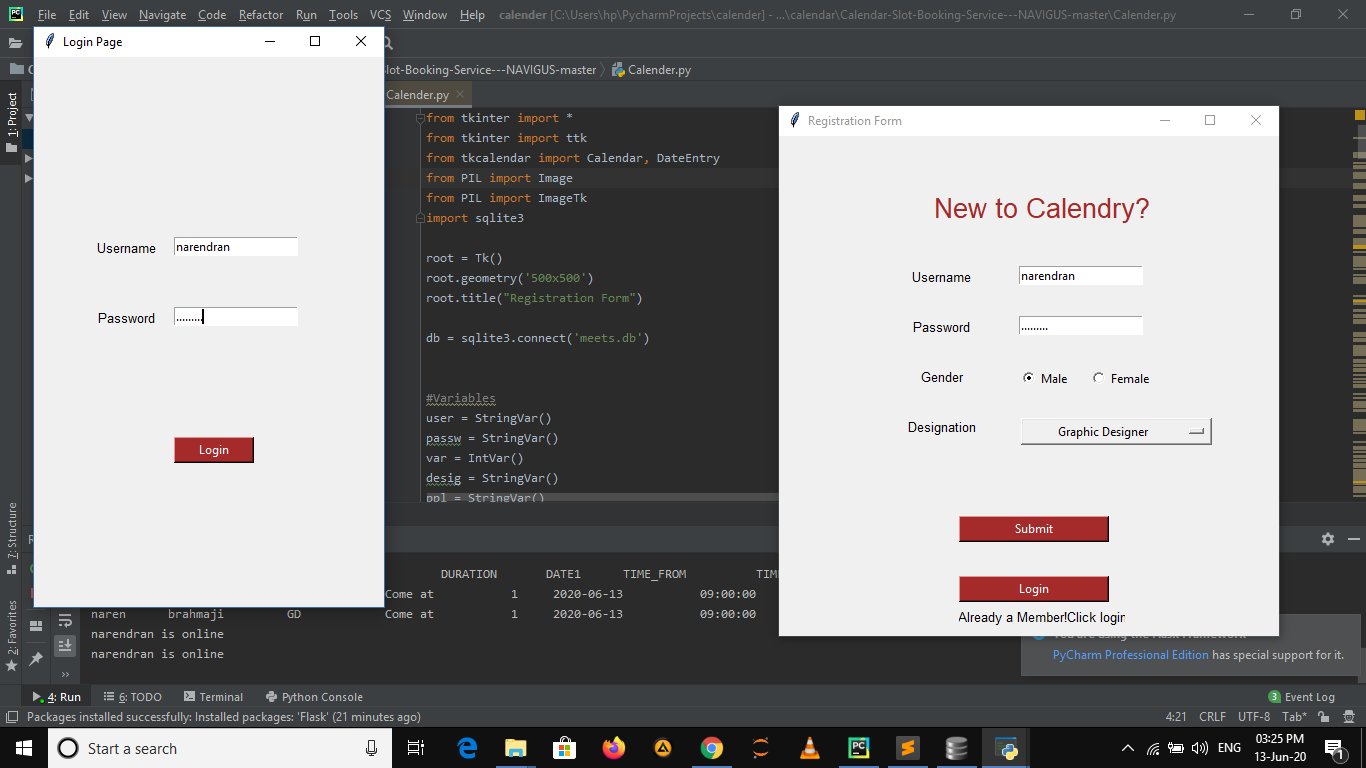 File Edit View Navigate Code Refactor Run Tools VCS Window Help calender [C:\Users\hp\PycharmProjects\calender] - ...\calendar\Calendar-Slot-Booking-Service---NAVIGUS-master\Calender.py
Login Page
Slot-Booking-Service---NAVIGUS-master Calender.py
Calender.py
1: Project
from tkinter import *
from tkinter import ttk
from tkcalendar import Calendar, DateEntry
from PIL import Image
from PIL import ImageTk
import sqlite3
root = Tk()
root.geometry('500x500')
root.title("Registration Form")
db = sqlite3.connect('meets.db')
#Variables
user = StringVar()
passw = StringVar()
var = IntVar()
desig = StringVar()
ppl = StringVar()
Username narendran
Password .........
Login
Registration Form
New to Calendry?
Username narendran
Password .........
Gender Male Female
Designation Graphic Designer
Submit
Login
Already a Member!Click login
7: Structure
2: Favorites
DURATION DATE1 TIME_FROM TIM
Come at 1 2020-06-13 09:00:00
naren brahmaji GD Come at 1 2020-06-13 09:00:00
narendran is online
narendran is online
PyCharm Professional Edition has special support for it.
4: Run 6: TODO Terminal Python Console 3 Event Log
Packages installed successfully: Installed packages: 'Flask' (21 minutes ago) 4:21 CRLF UTF-8 Tab*
Start a search ENG 03:25 PM
13-Jun-20 1